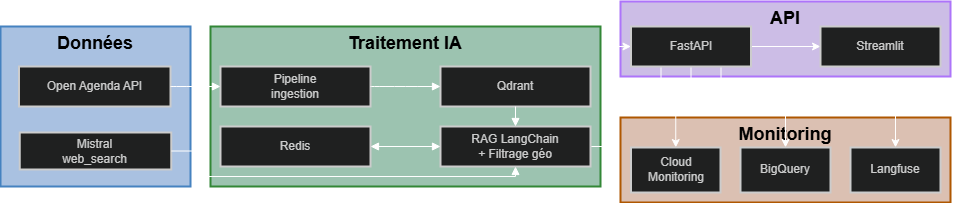 Données
Open Agenda API
Mistral
web_search
Traitement IA
Pipeline
ingestion
Qdrant
Redis
RAG LangChain
+ Filtrage géo
API
FastAPI
Streamlit
Monitoring
Cloud
Monitoring
BigQuery
Langfuse